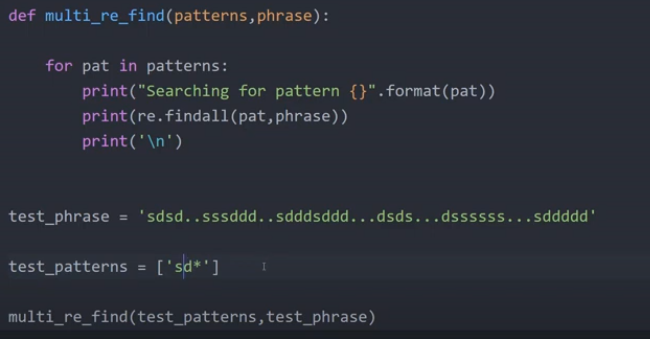 def multi_re_find(patterns,phrase):
for pat in patterns:
print("Searching for pattern {}".format(pat))
print(re.findall(pat,phrase))
print('\n')
test_phrase = 'sdsd..sssddd..sdddsddd...dsds...dssssss...sddddd'
test_patterns = ['sd*']
multi_re_find(test_patterns,test_phrase)